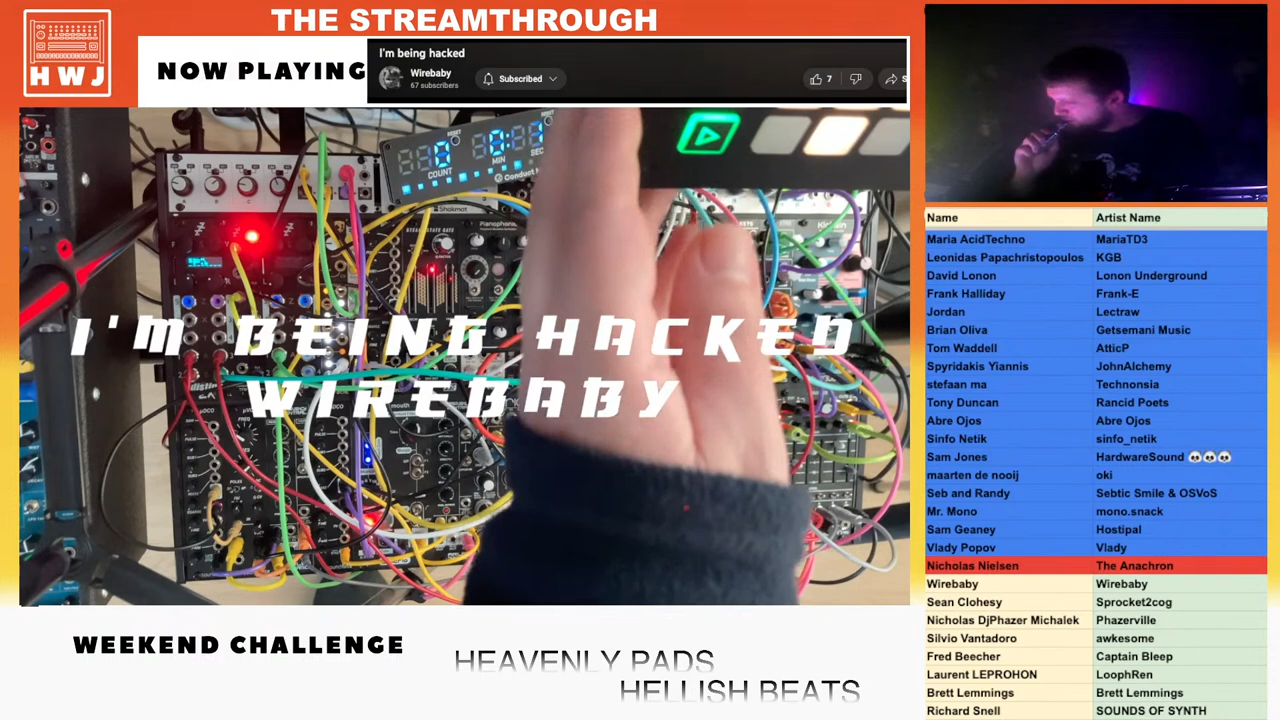 THE STREAMTHROUGH
HWJ
NOW PLAYING
I'm being hacked
Wirebaby
67 subscribers
Subscribed
7
S
RESET
COUNT
MIN
SEC
RESET
Conduct
Shakmat
Pianophonic
I'M BEING HACKED
WIREBABY
WEEKEND CHALLENGE
HEAVENLY PADS
HELLISH BEATS
Name Artist Name
Maria AcidTechno MariaTD3
Leonidas Papachristopoulos KGB
David Lonon Lonon Underground
Frank Halliday Frank-E
Jordan Lectraw
Brian Oliva Getsemani Music
Tom Waddell AtticP
Spyridakis Yiannis JohnAlchemy
stefaan ma Technonsia
Tony Duncan Rancid Poets
Abre Ojos Abre Ojos
Sinfo Netik sinfo_netik
Sam Jones HardwareSound 💀💀💀
maarten de nooij oki
Seb and Randy Sebtic Smile & OSVoS
Mr. Mono mono.snack
Sam Geaney Hostipal
Vlady Popov Vlady
Nicholas Nielsen The Anachron
Wirebaby Wirebaby
Sean Clohesy Sprocket2cog
Nicholas DjPhazer Michalek Phazerville
Silvio Vantadoro awkesome
Fred Beecher Captain Bleep
Laurent LEPROHON LoophRen
Brett Lemmings Brett Lemmings
Richard Snell SOUNDS OF SYNTH